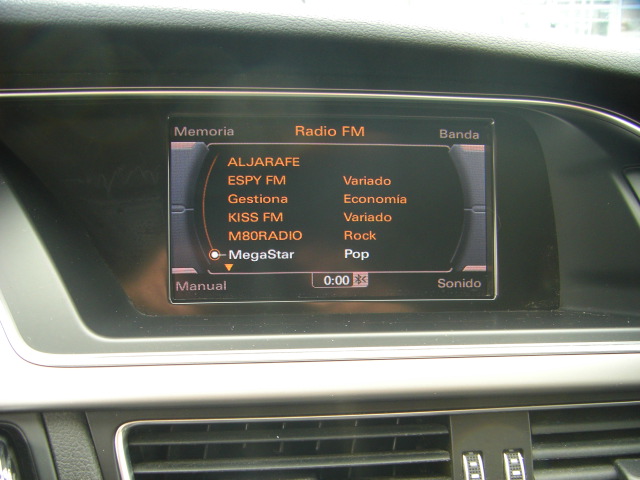 Memoria Radio FM Banda
ALJARAFE
ESPY FM Variado
Gestiona Economía
KISS FM Variado
M80RADIO Rock
MegaStar Pop
Manual 0:00 Sonido